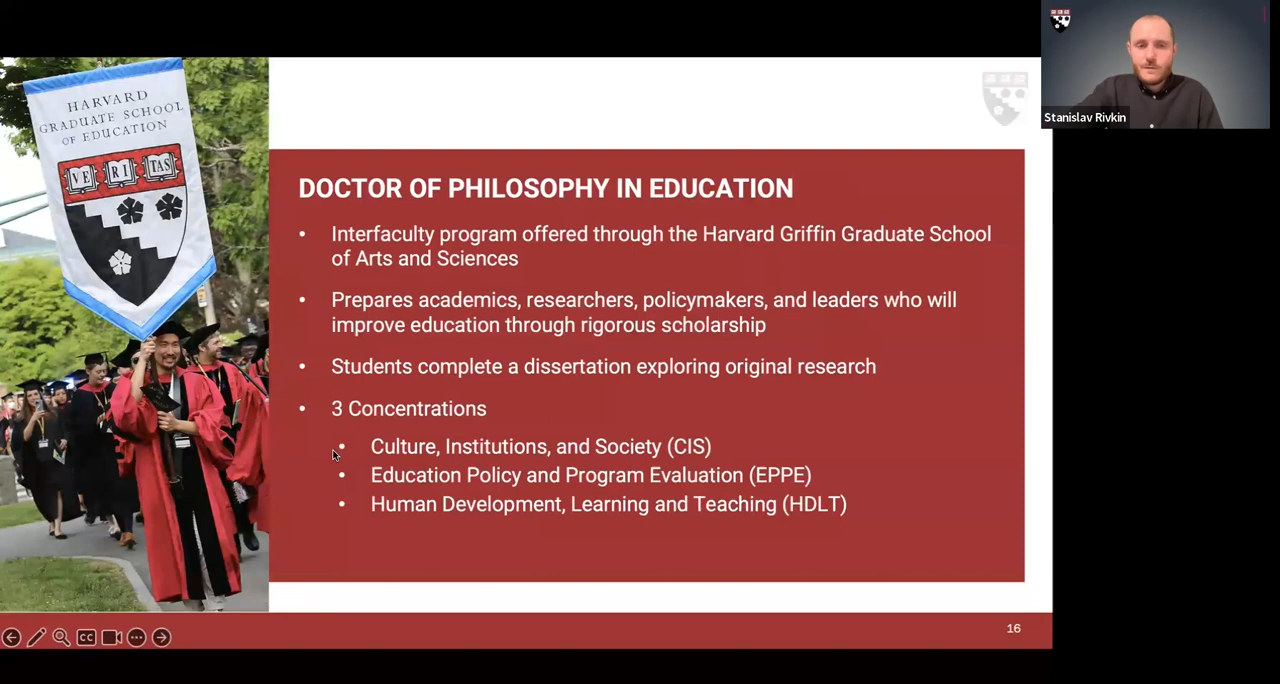 HARVARD
GRADUATE SCHOOL
OF EDUCATION
VE RI TAS
Stanislav Rivkin
DOCTOR OF PHILOSOPHY IN EDUCATION
• Interfaculty program offered through the Harvard Griffin Graduate School
of Arts and Sciences
• Prepares academics, researchers, policymakers, and leaders who will
improve education through rigorous scholarship
• Students complete a dissertation exploring original research
• 3 Concentrations
• Culture, Institutions, and Society (CIS)
• Education Policy and Program Evaluation (EPPE)
• Human Development, Learning and Teaching (HDLT)
CC
16